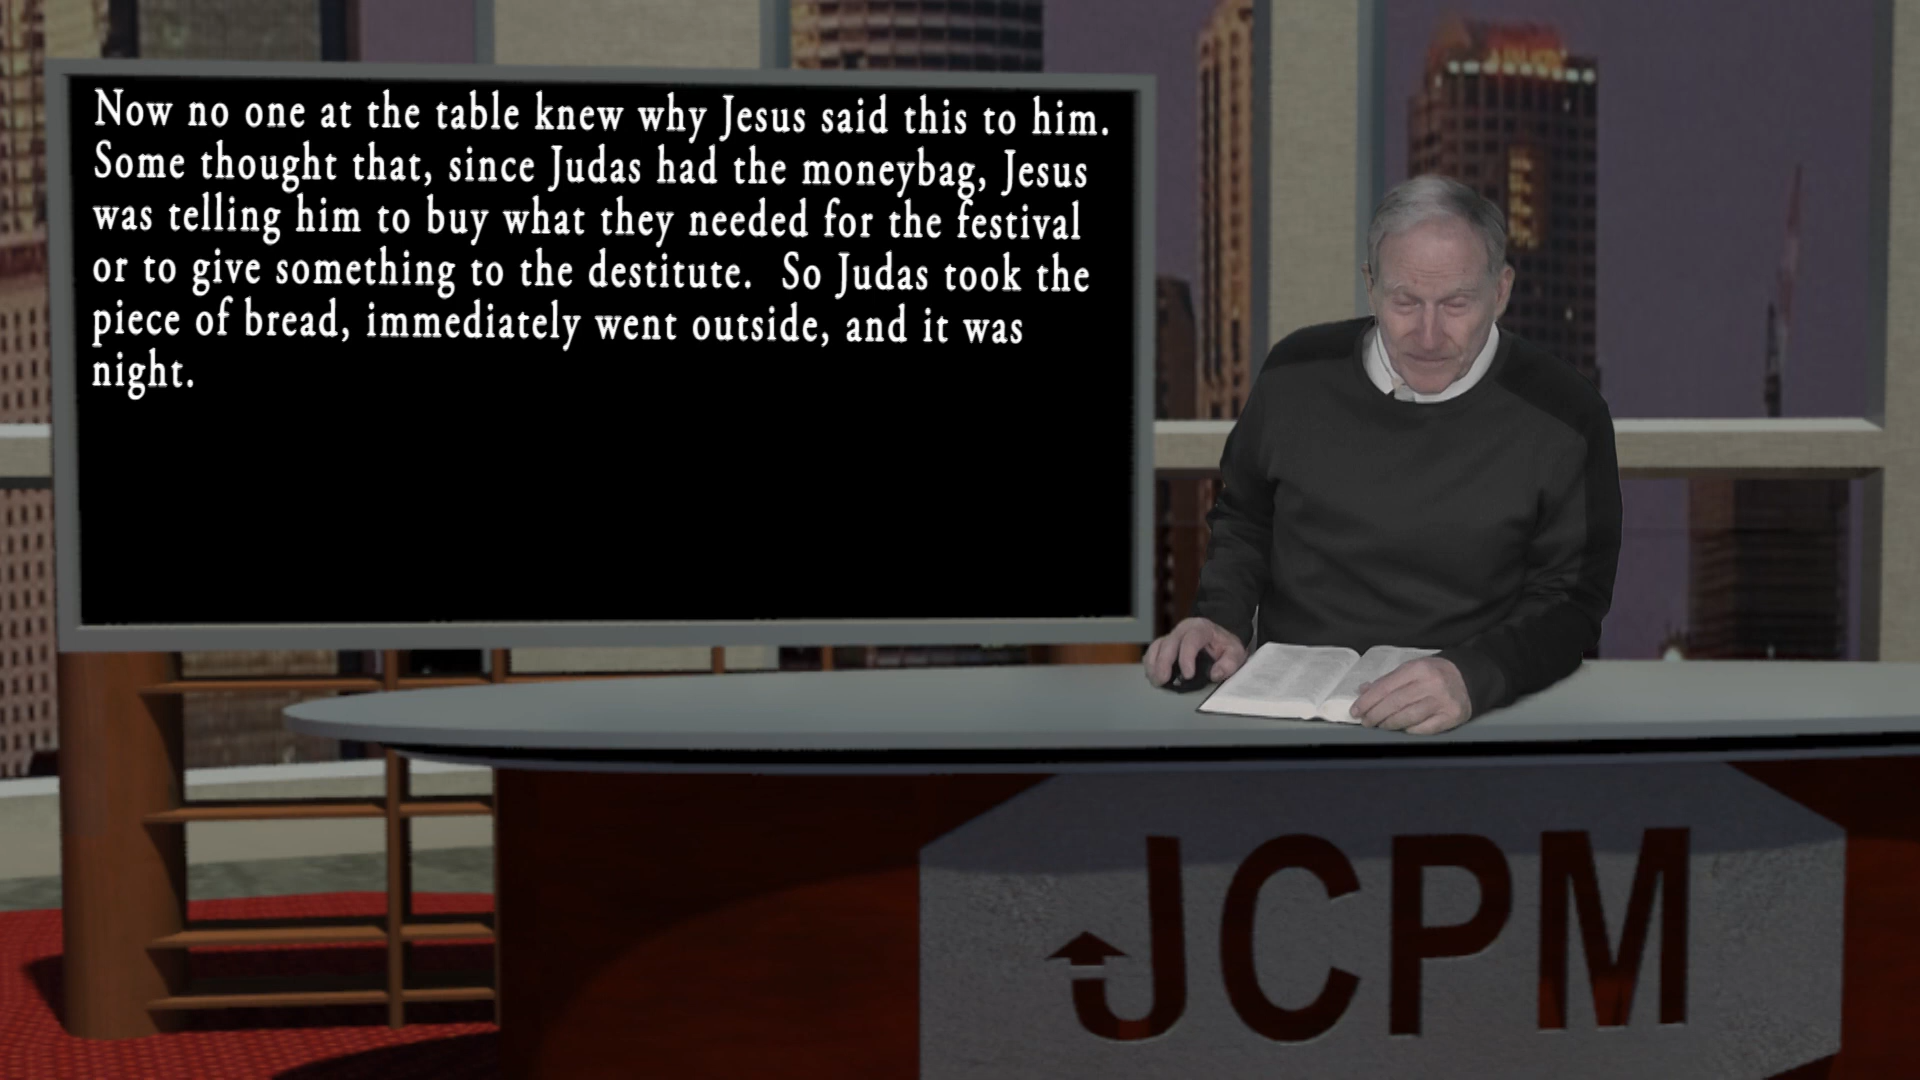 Now no one at the table knew why Jesus said this to him.
Some thought that, since Judas had the moneybag, Jesus
was telling him to buy what they needed for the festival
or to give something to the destitute.  So Judas took the
piece of bread, immediately went outside, and it was
night.
JCPM